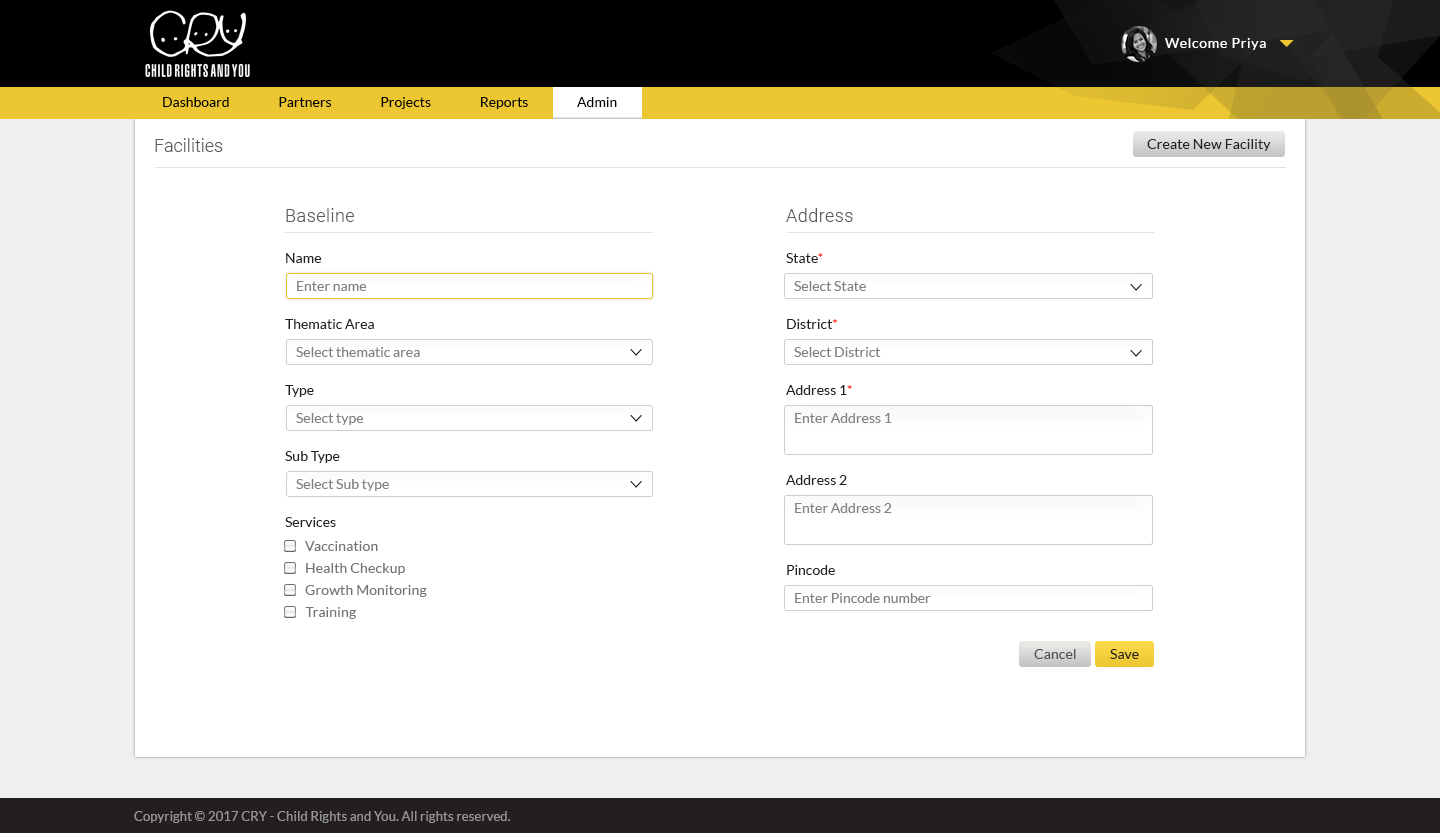 CRY
CHILD RIGHTS AND YOU
Welcome Priya
Dashboard Partners Projects Reports Admin
Facilities
Create New Facility
Baseline
Name
Enter name
Thematic Area
Select thematic area
Type
Select type
Sub Type
Select Sub type
Services
Vaccination
Health Checkup
Growth Monitoring
Training
Address
State*
Select State
District*
Select District
Address 1*
Enter Address 1
Address 2
Enter Address 2
Pincode
Enter Pincode number
Cancel Save
Copyright © 2017 CRY - Child Rights and You. All rights reserved.